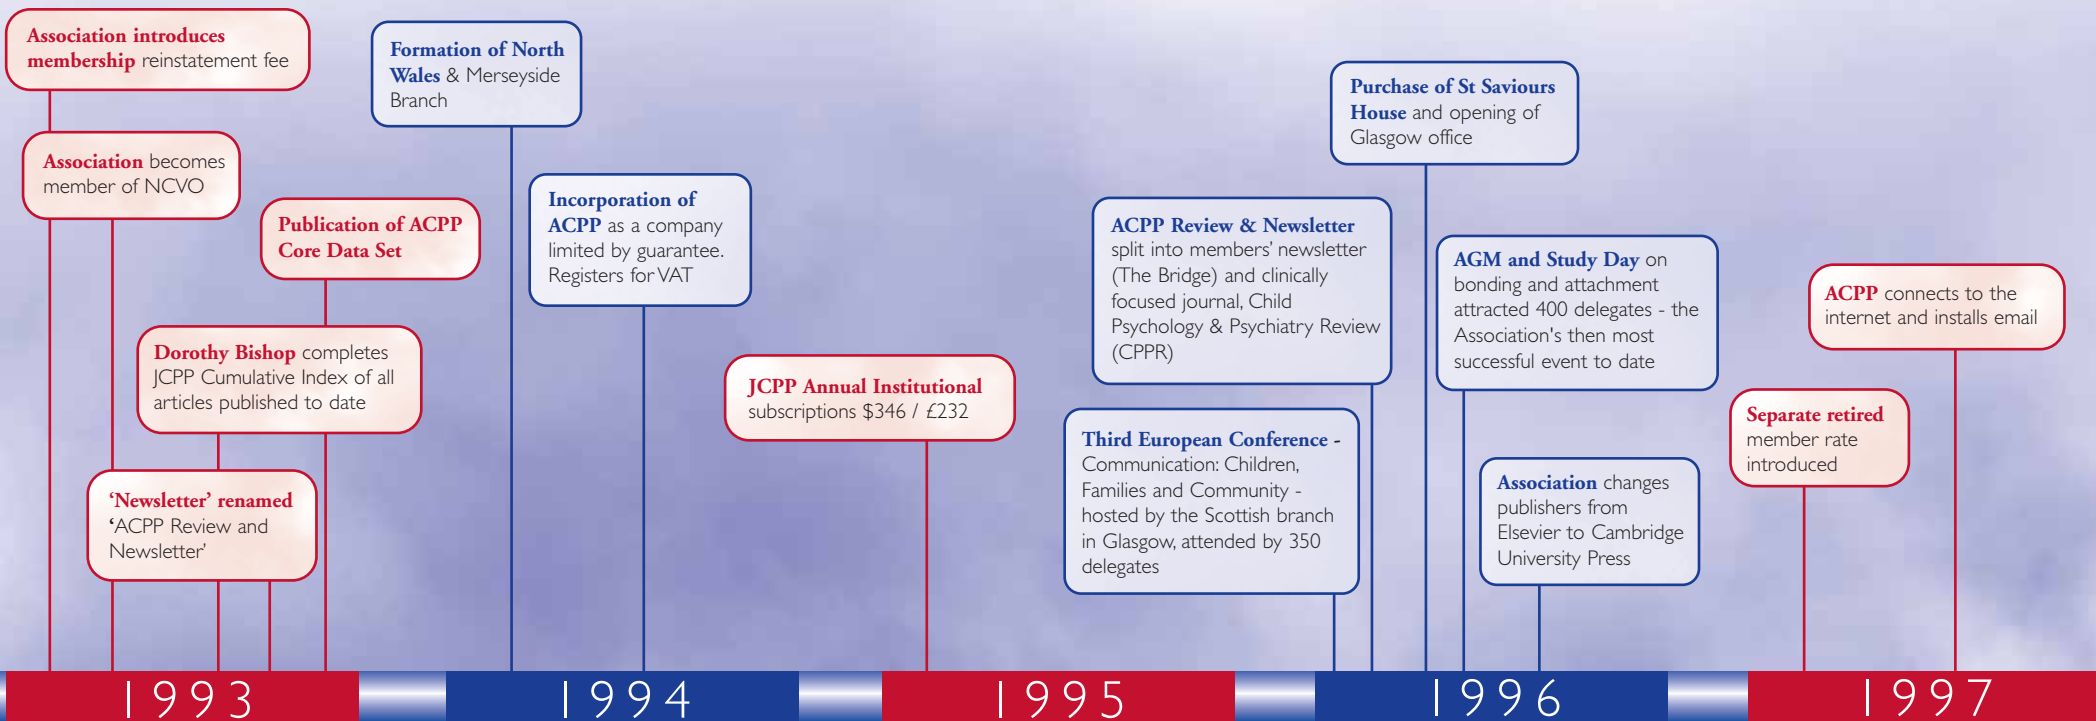 Association introduces
membership reinstatement fee
Association becomes
member of NCVO
Publication of ACPP
Core Data Set
Dorothy Bishop completes
JCPP Cumulative Index of all
articles published to date
‘Newsletter’ renamed
‘ACPP Review and
Newsletter’
Formation of North
Wales & Merseyside
Branch
Incorporation of
ACPP as a company
limited by guarantee.
Registers for VAT
JCPP Annual Institutional
subscriptions $346 / £232
ACPP Review & Newsletter
split into members’ newsletter
(The Bridge) and clinically
focused journal, Child
Psychology & Psychiatry Review
(CPPR)
Third European Conference -
Communication: Children,
Families and Community -
hosted by the Scottish branch
in Glasgow, attended by 350
delegates
Purchase of St Saviours
House and opening of
Glasgow office
AGM and Study Day on
bonding and attachment
attracted 400 delegates - the
Association's then most
successful event to date
Association changes
publishers from
Elsevier to Cambridge
University Press
Separate retired
member rate
introduced
ACPP connects to the
internet and installs email
1993
1994
1995
1996
1997